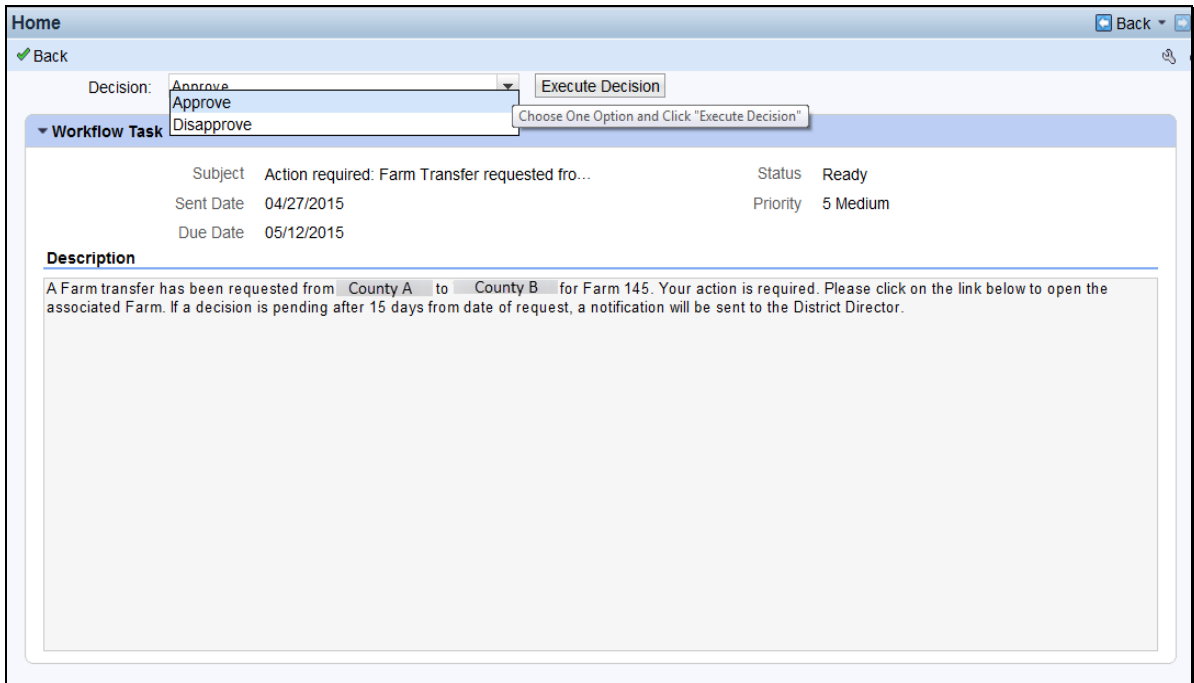 Home Back
Back
Decision: Approve Execute Decision
Approve
Choose One Option and Click "Execute Decision"
Disapprove
Workflow Task
Subject Action required: Farm Transfer requested fro... Status Ready
Sent Date 04/27/2015 Priority 5 Medium
Due Date 05/12/2015
Description
A Farm transfer has been requested from County A to County B for Farm 145. Your action is required. Please click on the link below to open the
associated Farm. If a decision is pending after 15 days from date of request, a notification will be sent to the District Director.